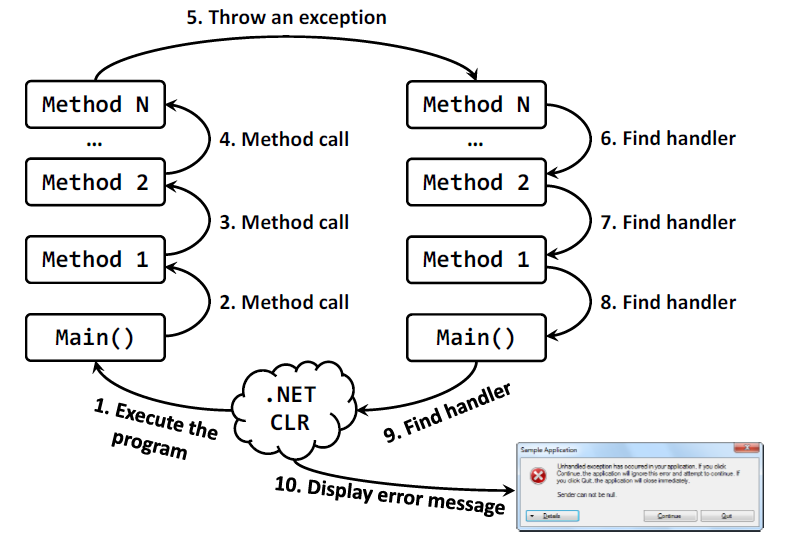 5. Throw an exception
Method N
...
4. Method call
Method 2
3. Method call
Method 1
2. Method call
Main()
Method N
...
6. Find handler
Method 2
7. Find handler
Method 1
8. Find handler
Main()
.NET
CLR
1. Execute the
program
9. Find handler
10. Display error message
Sample Application
Unhandled exception has occurred in your application. If you click
Continue, the application will ignore this error and attempt to continue. If
you click Quit, the application will close immediately.
Sender can not be null.
Details
Continue
Quit